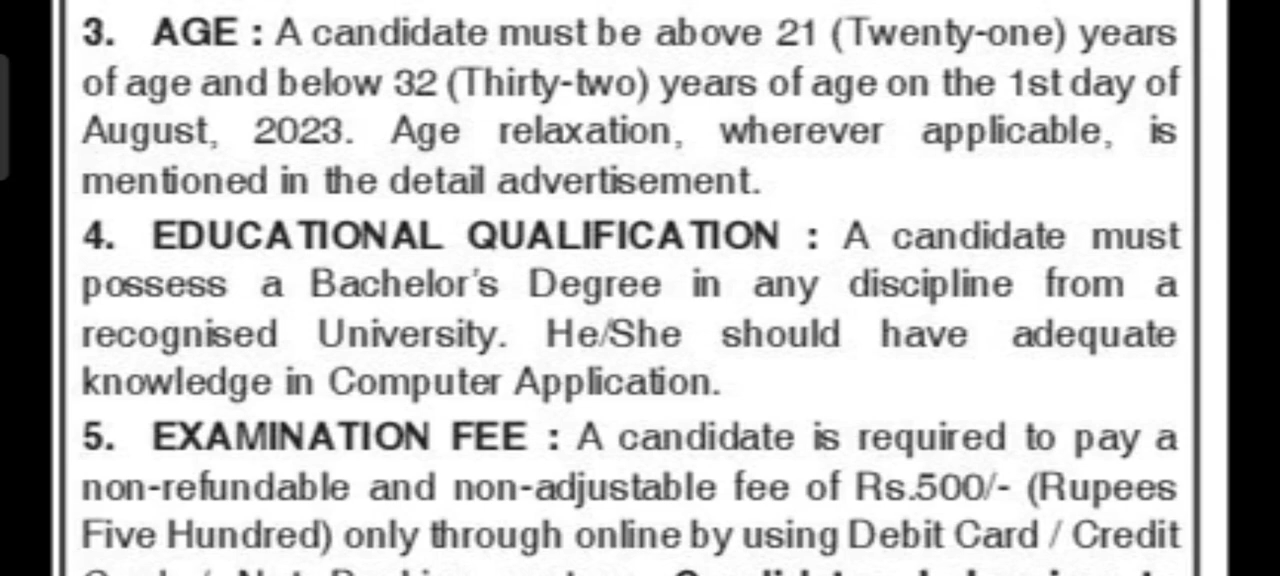 3. AGE : A candidate must be above 21 (Twenty-one) years
of age and below 32 (Thirty-two) years of age on the 1st day of
August, 2023. Age relaxation, wherever applicable, is
mentioned in the detail advertisement.
4. EDUCATIONAL QUALIFICATION : A candidate must
possess a Bachelor's Degree in any discipline from a
recognised University. He/She should have adequate
knowledge in Computer Application.
5. EXAMINATION FEE : A candidate is required to pay a
non-refundable and non-adjustable fee of Rs.500/- (Rupees
Five Hundred) only through online by using Debit Card / Credit